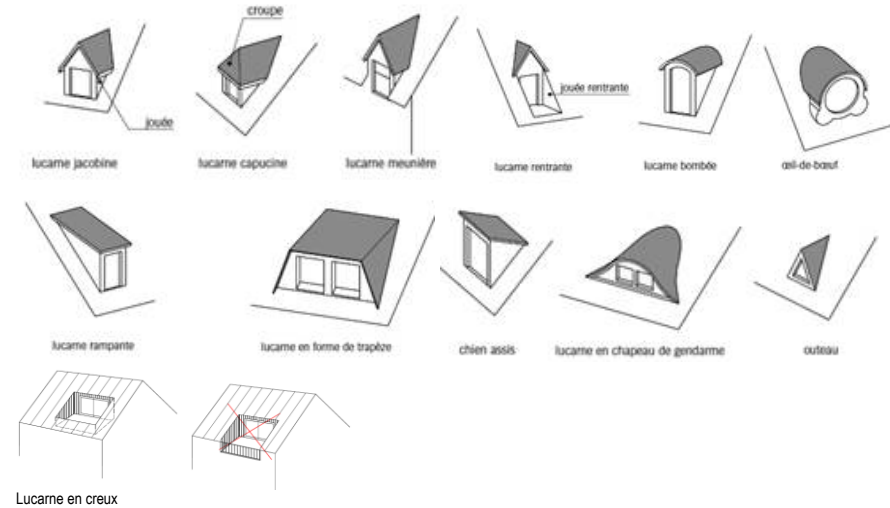 croupe
jouée
jouée rentrante
lucarne jacobine
lucarne capucine
lucarne meunière
lucarne rentrante
lucarne bombée
œil-de-bœuf
lucarne rampante
lucarne en forme de trapèze
chien assis
lucarne en chapeau de gendarme
outeau
Lucarne en creux